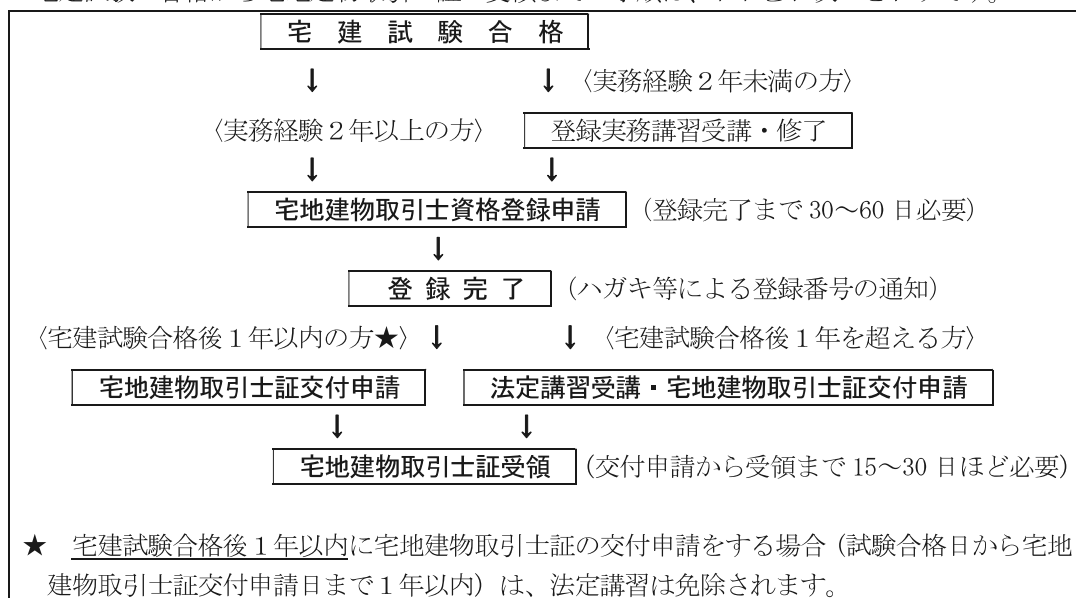 宅建試験合格
↓ ↓〈実務経験２年未満の方〉
〈実務経験２年以上の方〉 登録実務講習受講・修了
↓ ↓
宅地建物取引士資格登録申請 (登録完了まで 30～60 日必要)
↓
登録完了 (ハガキ等による登録番号の通知)
〈宅建試験合格後１年以内の方★〉↓ ↓〈宅建試験合格後１年を超える方〉
宅地建物取引士証交付申請 法定講習受講・宅地建物取引士証交付申請
↓ ↓
宅地建物取引士証受領 (交付申請から受領まで 15～30 日ほど必要)
★ 宅建試験合格後１年以内に宅地建物取引士証の交付申請をする場合（試験合格日から宅地
建物取引士証交付申請日まで１年以内）は、法定講習は免除されます。